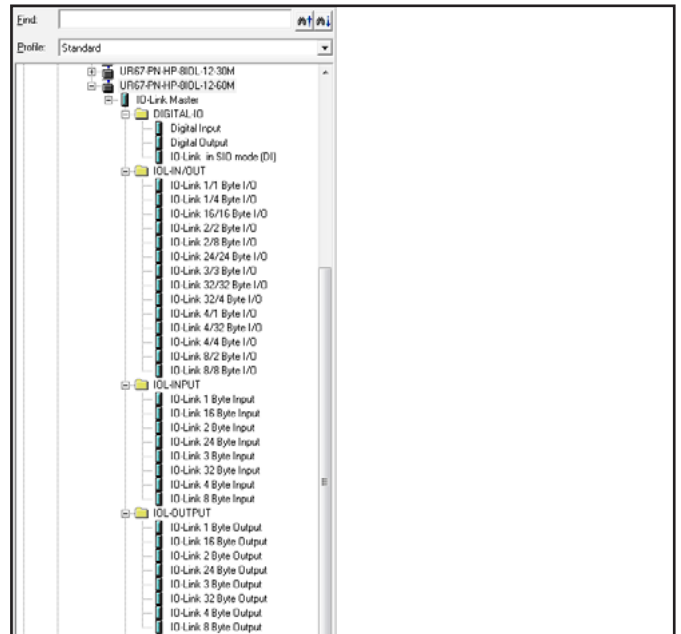 Find:
Profile: Standard
UR67-PN-HP-8IOL-12-30M
UR67-PN-HP-8IOL-12-60M
IO-Link Master
DIGITAL-IO
Digital Input
Digital Output
IO-Link in SIO mode (DI)
IOL-IN/OUT
IO-Link 1/1 Byte I/O
IO-Link 1/4 Byte I/O
IO-Link 16/16 Byte I/O
IO-Link 2/2 Byte I/O
IO-Link 2/8 Byte I/O
IO-Link 24/24 Byte I/O
IO-Link 3/3 Byte I/O
IO-Link 32/32 Byte I/O
IO-Link 32/4 Byte I/O
IO-Link 4/1 Byte I/O
IO-Link 4/32 Byte I/O
IO-Link 4/4 Byte I/O
IO-Link 8/2 Byte I/O
IO-Link 8/8 Byte I/O
IOL-INPUT
IO-Link 1 Byte Input
IO-Link 16 Byte Input
IO-Link 2 Byte Input
IO-Link 24 Byte Input
IO-Link 3 Byte Input
IO-Link 32 Byte Input
IO-Link 4 Byte Input
IO-Link 8 Byte Input
IOL-OUTPUT
IO-Link 1 Byte Output
IO-Link 16 Byte Output
IO-Link 2 Byte Output
IO-Link 24 Byte Output
IO-Link 3 Byte Output
IO-Link 32 Byte Output
IO-Link 4 Byte Output
IO-Link 8 Byte Output